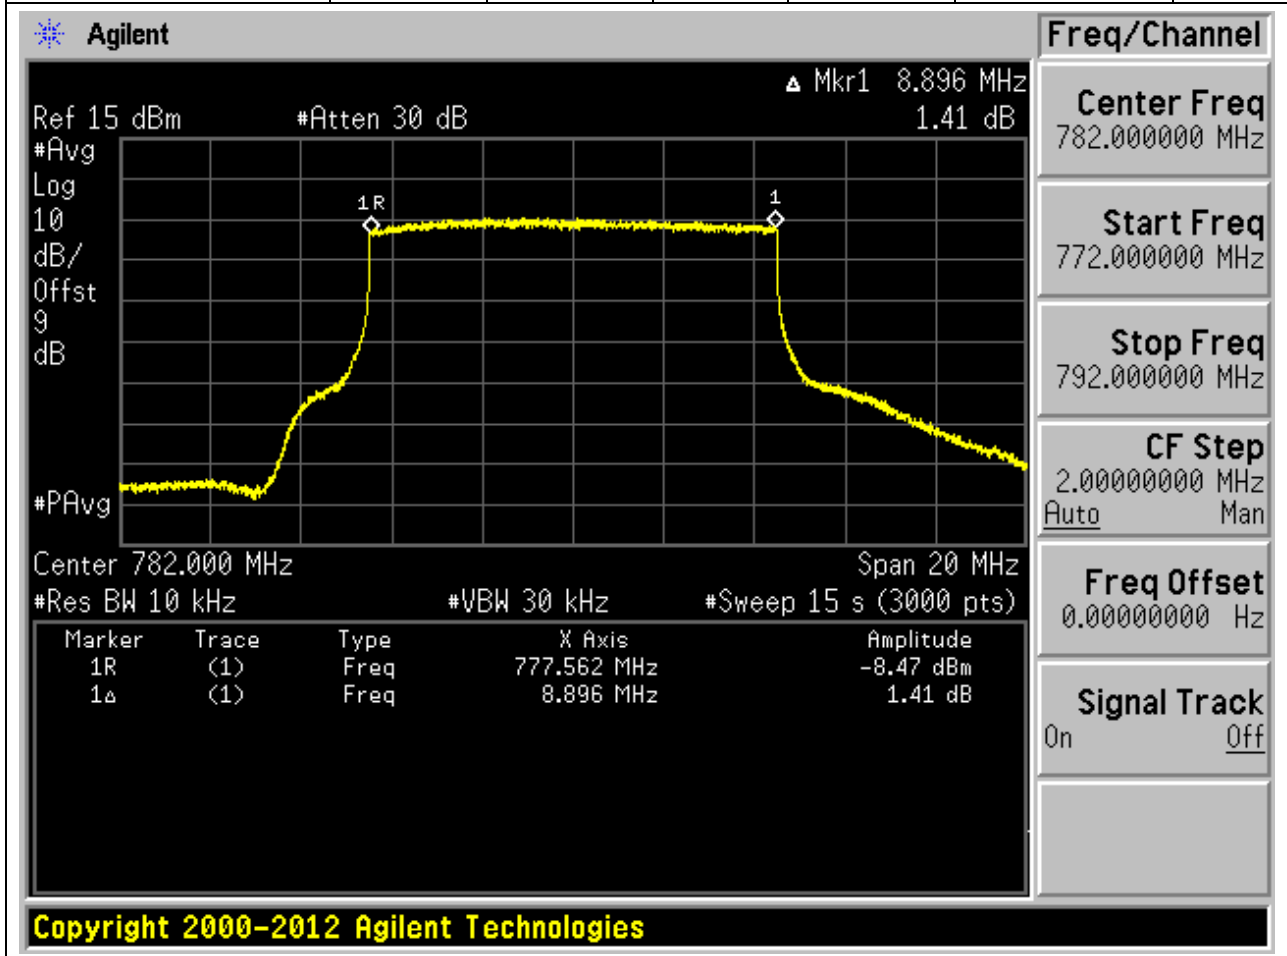 Agilent
Freq/Channel
Δ Mkr1 8.896 MHz
Ref 15 dBm #Atten 30 dB 1.41 dB
#Avg
Log
10
dB/
Offst
9
dB
#PAvg
1R
1
Center 782.000 MHz Span 20 MHz
#Res BW 10 kHz #VBW 30 kHz #Sweep 15 s (3000 pts)
Marker Trace Type X Axis Amplitude
1R (1) Freq 777.562 MHz -8.47 dBm
1Δ (1) Freq 8.896 MHz 1.41 dB
Center Freq
782.000000 MHz
Start Freq
772.000000 MHz
Stop Freq
792.000000 MHz
CF Step
2.00000000 MHz
Auto Man
Freq Offset
0.00000000 Hz
Signal Track
On Off
Copyright 2000-2012 Agilent Technologies